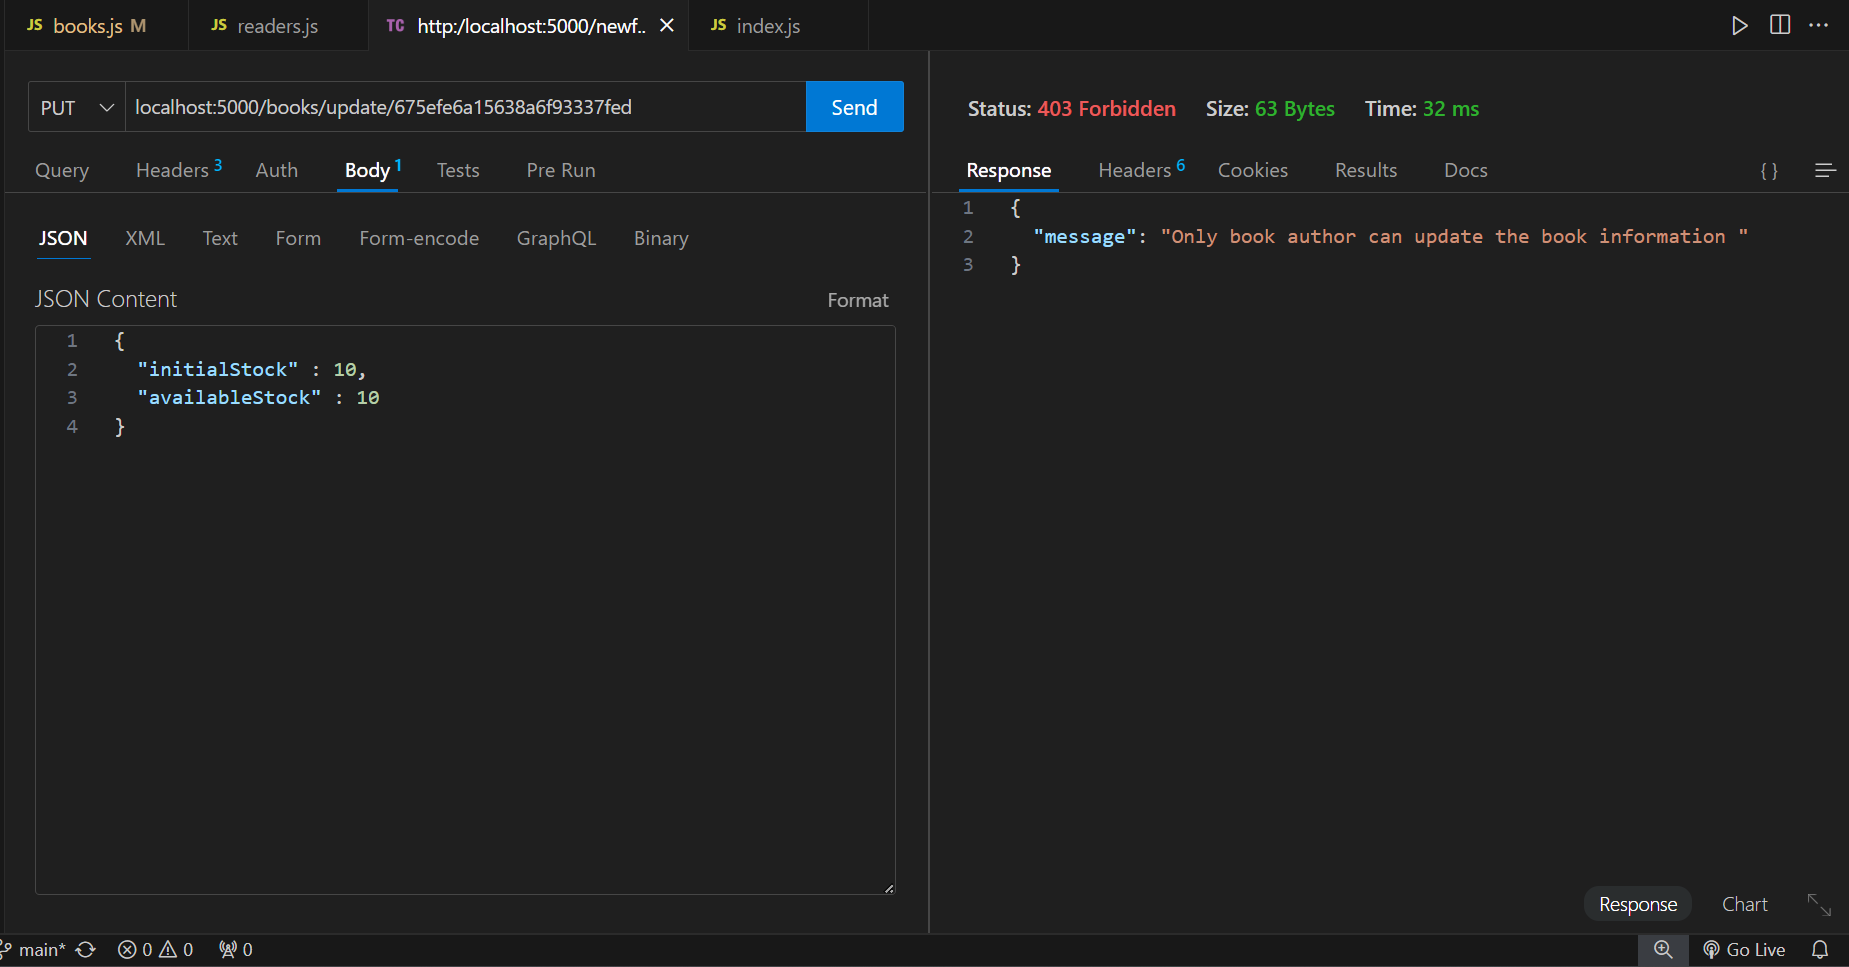 JS books.js M JS readers.js TC http:/localhost:5000/newf.. JS index.js
PUT localhost:5000/books/update/675efe6a15638a6f93337fed Send
Query Headers 3 Auth Body 1 Tests Pre Run
JSON XML Text Form Form-encode GraphQL Binary
JSON Content Format
1 {
2 "initialStock" : 10,
3 "availableStock" : 10
4 }
Status: 403 Forbidden Size: 63 Bytes Time: 32 ms
Response Headers 6 Cookies Results Docs { }
1 {
2 "message": "Only book author can update the book information "
3 }
Response Chart
main* 0 0 0 Go Live